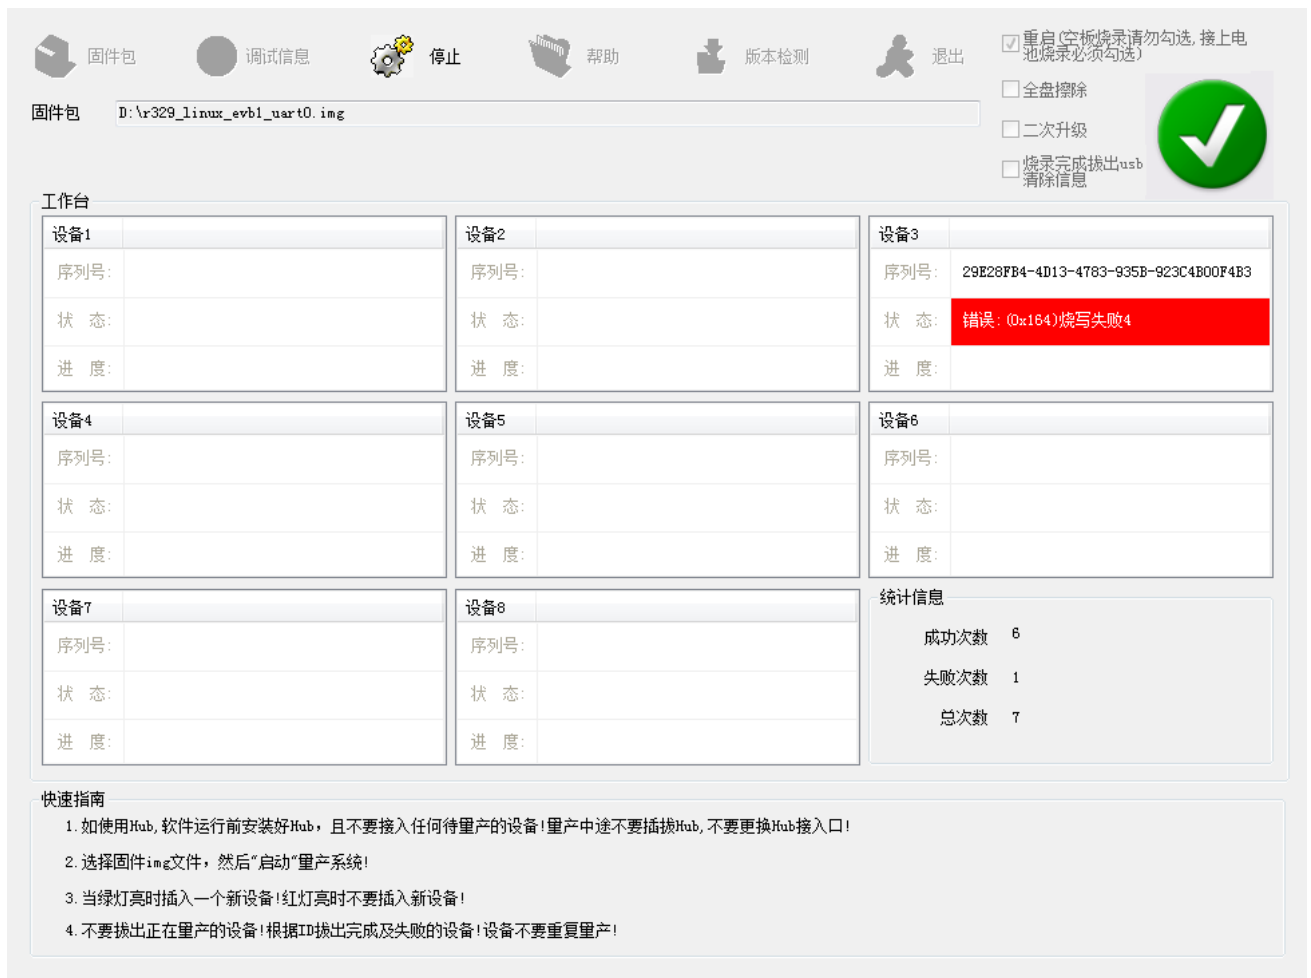 固件包
调试信息
停止
帮助
版本检测
退出
重启(空板烧录请勿勾选,接上电
池烧录必须勾选)
全盘擦除
固件包
D:\r329_linux_evb1_uart0.img
二次升级
烧录完成拔出usb
清除信息
工作台
设备1
序列号:
状 态:
进 度:
设备2
序列号:
状 态:
进 度:
设备3
序列号: 29E28FB4-4D13-4783-935B-923C4B00F4B3
状 态: 错误:(0x164)烧写失败4
进 度:
设备4
序列号:
状 态:
进 度:
设备5
序列号:
状 态:
进 度:
设备6
序列号:
状 态:
进 度:
设备7
序列号:
状 态:
进 度:
设备8
序列号:
状 态:
进 度:
统计信息
成功次数 6
失败次数 1
总次数 7
快速指南
1.如使用Hub,软件运行前安装好Hub，且不要接入任何待量产的设备!量产中途不要插拔Hub,不要更换Hub接入口!
2.选择固件img文件，然后"启动"量产系统!
3.当绿灯亮时插入一个新设备!红灯亮时不要插入新设备!
4.不要拔出正在量产的设备!根据ID拔出完成及失败的设备!设备不要重复量产!